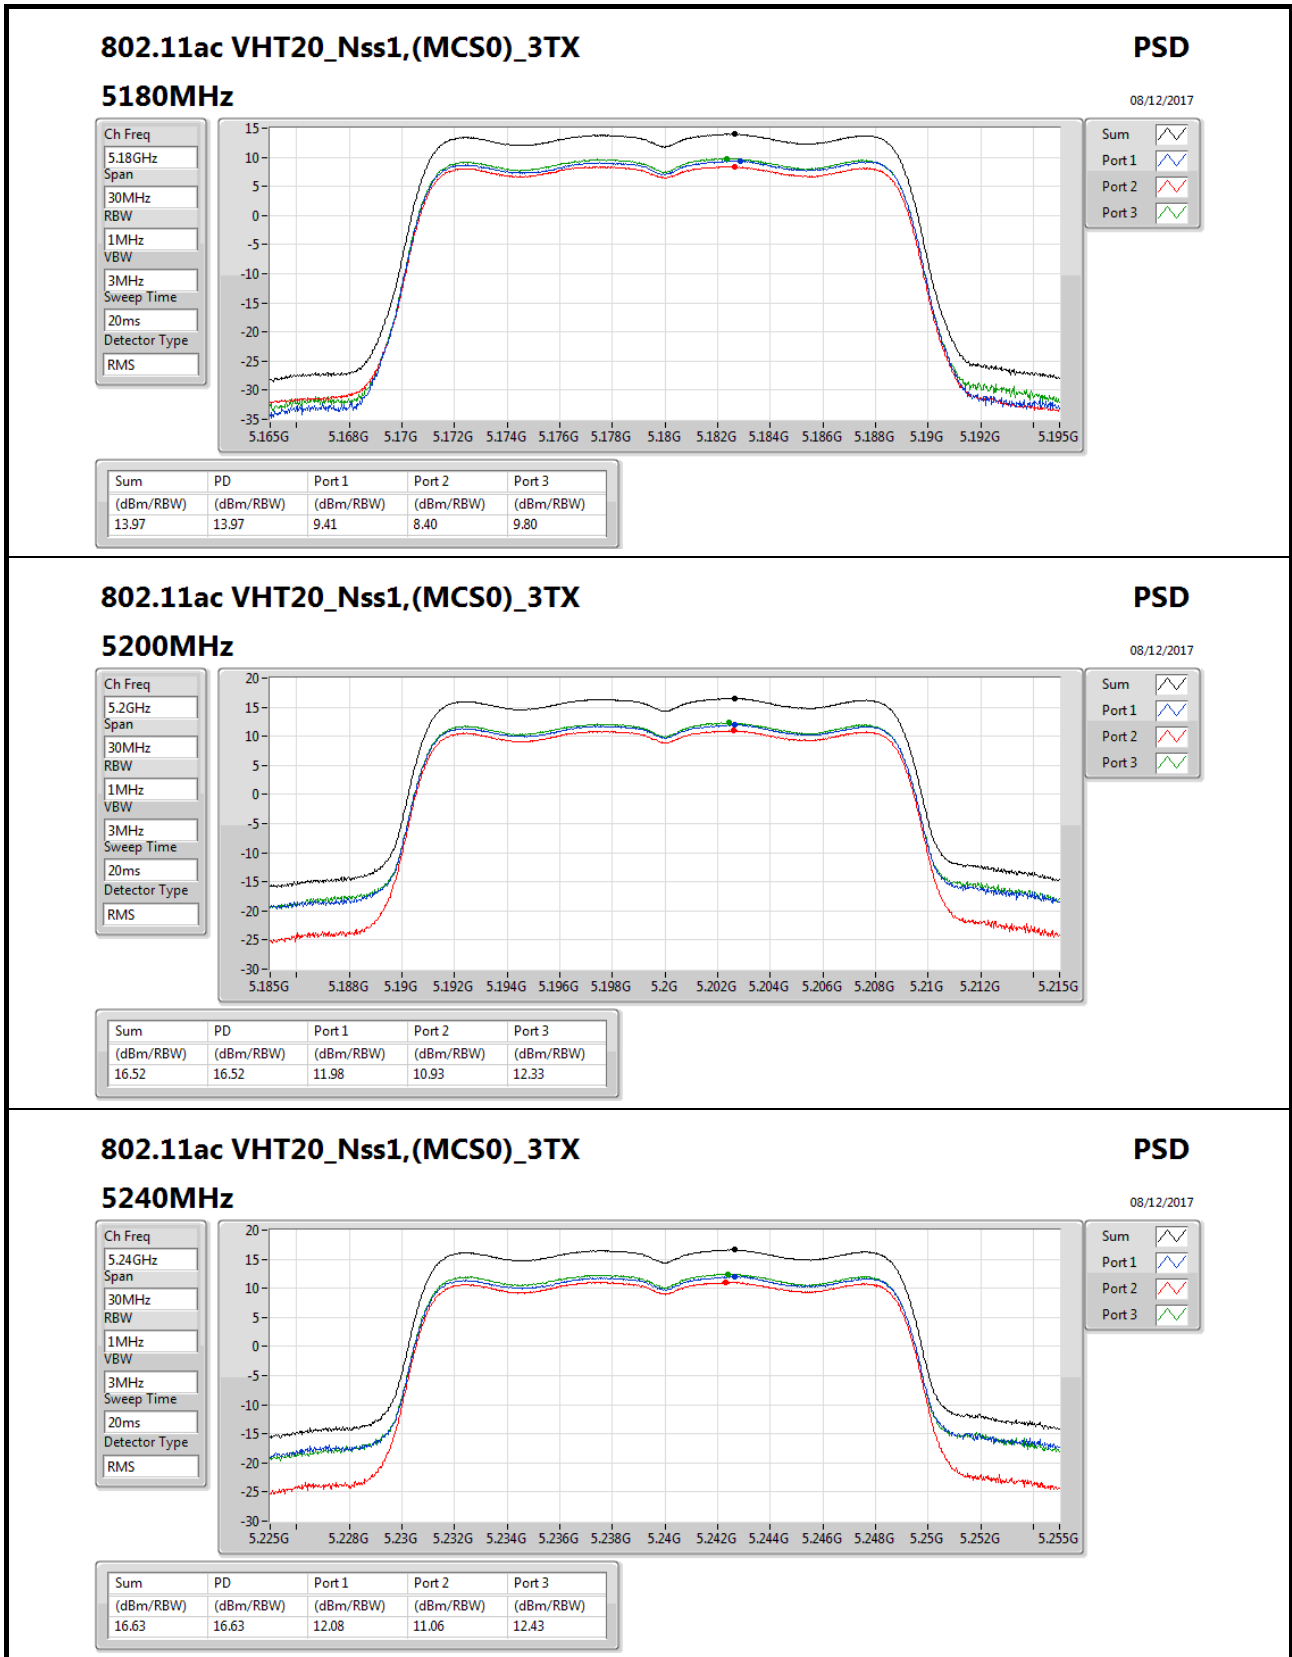 802.11ac VHT20_Nss1,(MCS0)_3TX PSD
5180MHz 08/12/2017
Ch Freq
5.18GHz
Span
30MHz
RBW
1MHz
VBW
3MHz
Sweep Time
20ms
Detector Type
RMS
15
10
5
0
-5
-10
-15
-20
-25
-30
-35
5.165G 5.168G 5.17G 5.172G 5.174G 5.176G 5.178G 5.18G 5.182G 5.184G 5.186G 5.188G 5.19G 5.192G 5.195G
Sum
Port 1
Port 2
Port 3
Sum PD Port 1 Port 2 Port 3
(dBm/RBW) (dBm/RBW) (dBm/RBW) (dBm/RBW) (dBm/RBW)
13.97 13.97 9.41 8.40 9.80
802.11ac VHT20_Nss1,(MCS0)_3TX PSD
5200MHz 08/12/2017
Ch Freq
5.2GHz
Span
30MHz
RBW
1MHz
VBW
3MHz
Sweep Time
20ms
Detector Type
RMS
20
15
10
5
0
-5
-10
-15
-20
-25
-30
5.185G 5.188G 5.19G 5.192G 5.194G 5.196G 5.198G 5.2G 5.202G 5.204G 5.206G 5.208G 5.21G 5.212G 5.215G
Sum
Port 1
Port 2
Port 3
Sum PD Port 1 Port 2 Port 3
(dBm/RBW) (dBm/RBW) (dBm/RBW) (dBm/RBW) (dBm/RBW)
16.52 16.52 11.98 10.93 12.33
802.11ac VHT20_Nss1,(MCS0)_3TX PSD
5240MHz 08/12/2017
Ch Freq
5.24GHz
Span
30MHz
RBW
1MHz
VBW
3MHz
Sweep Time
20ms
Detector Type
RMS
20
15
10
5
0
-5
-10
-15
-20
-25
-30
5.225G 5.228G 5.23G 5.232G 5.234G 5.236G 5.238G 5.24G 5.242G 5.244G 5.246G 5.248G 5.25G 5.252G 5.255G
Sum
Port 1
Port 2
Port 3
Sum PD Port 1 Port 2 Port 3
(dBm/RBW) (dBm/RBW) (dBm/RBW) (dBm/RBW) (dBm/RBW)
16.63 16.63 12.08 11.06 12.43